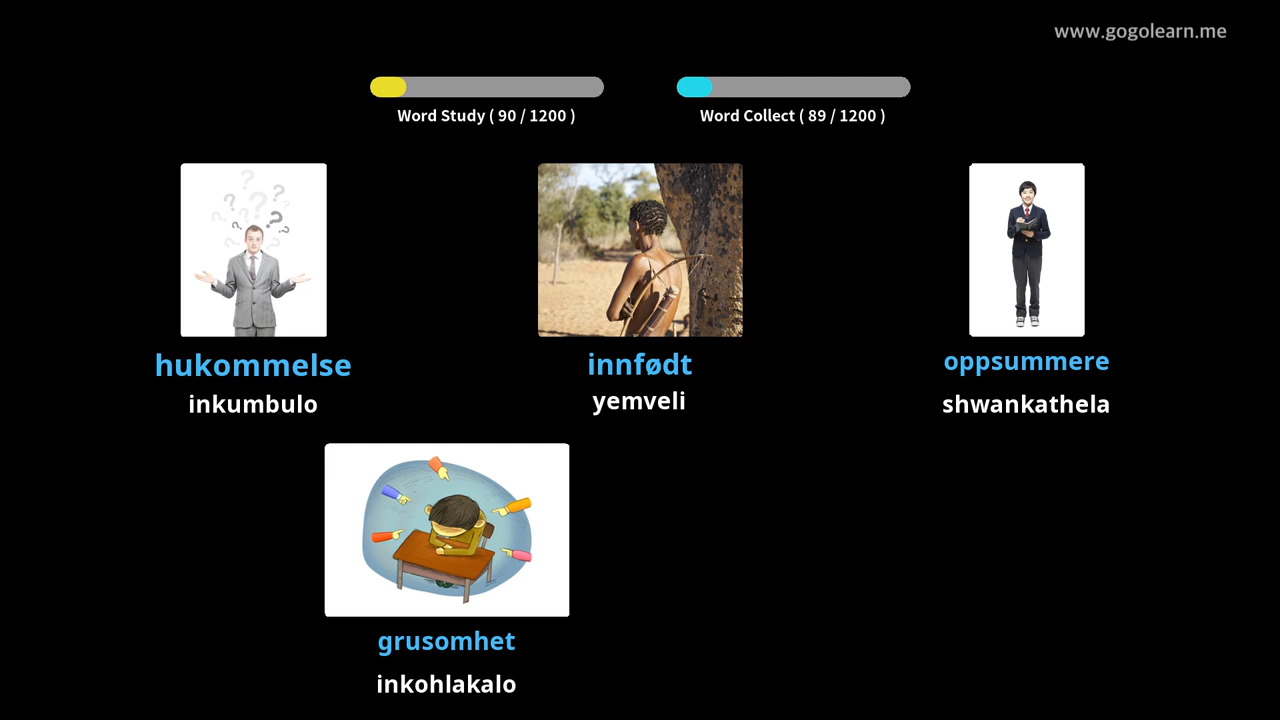 www.gogolearn.me
Word Study ( 90 / 1200 )
Word Collect ( 89 / 1200 )
hukommelse
inkumbulo
innfødt
yemveli
oppsummere
shwankathela
grusomhet
inkohlakalo